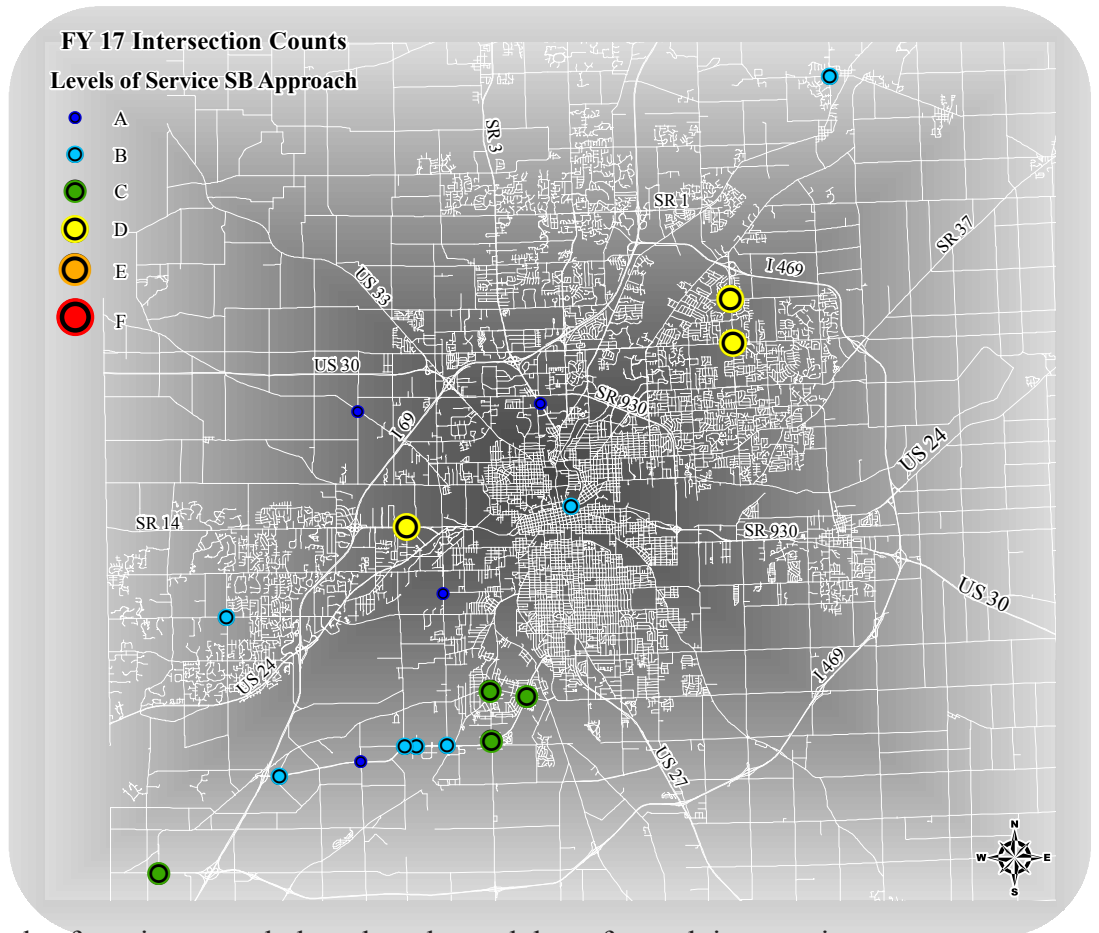 FY 17 Intersection Counts
Levels of Service SB Approach
A
B
C
D
E
F
SR 3
SR 1
SR 37
I 469
US 33
US 30
SR 930
I 69
US 24
SR 14
SR 930
US 30
US 24
I 469
US 27
N
W E
S